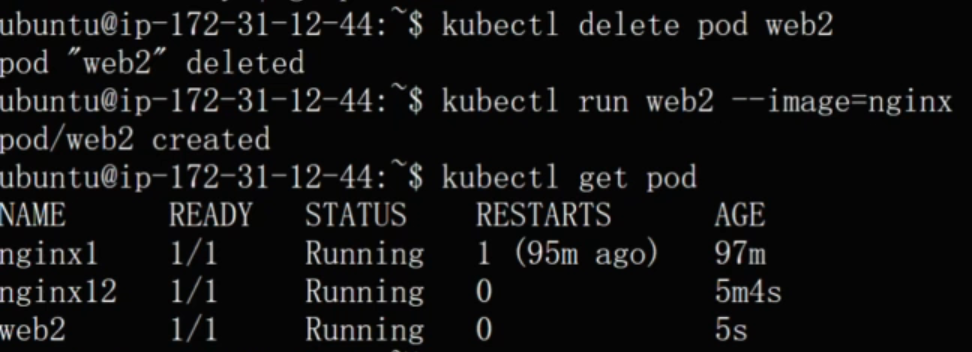 ubuntu@ip-172-31-12-44:~$ kubectl delete pod web2
pod "web2" deleted
ubuntu@ip-172-31-12-44:~$ kubectl run web2 --image=nginx
pod/web2 created
ubuntu@ip-172-31-12-44:~$ kubectl get pod
NAME READY STATUS RESTARTS AGE
nginx1 1/1 Running 1 (95m ago) 97m
nginx12 1/1 Running 0 5m4s
web2 1/1 Running 0 5s